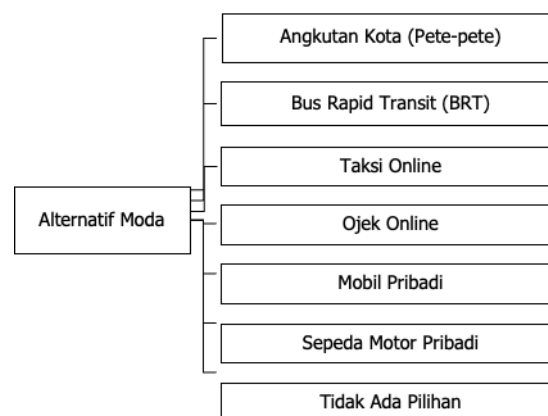 Angkutan Kota (Pete-pete)
Bus Rapid Transit (BRT)
Taksi Online
Alternatif Moda
Ojek Online
Mobil Pribadi
Sepeda Motor Pribadi
Tidak Ada Pilihan